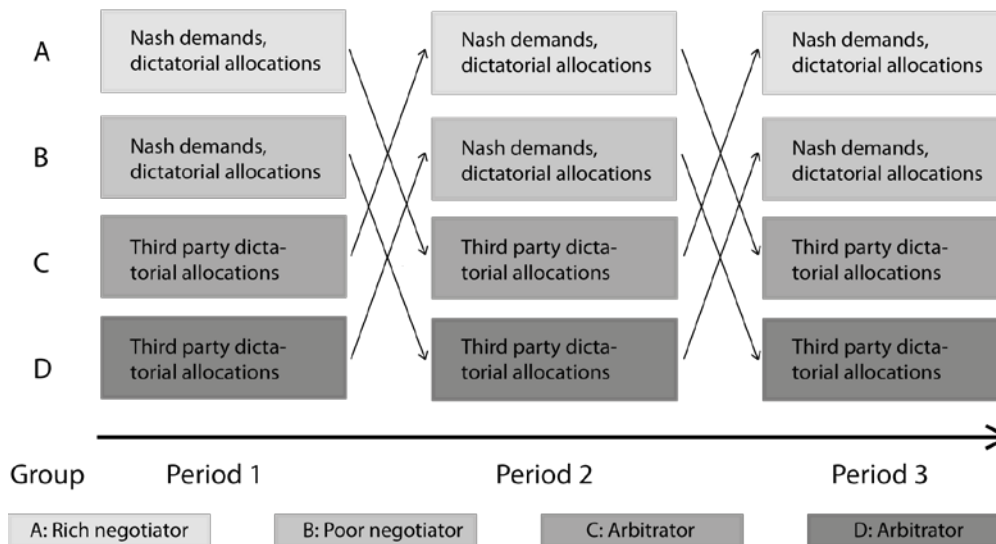 A
Nash demands,
dictatorial allocations
Nash demands,
dictatorial allocations
Nash demands,
dictatorial allocations
B
Nash demands,
dictatorial allocations
Nash demands,
dictatorial allocations
Nash demands,
dictatorial allocations
C
Third party dicta-
torial allocations
Third party dicta-
torial allocations
Third party dicta-
torial allocations
D
Third party dicta-
torial allocations
Third party dicta-
torial allocations
Third party dicta-
torial allocations
Group
Period 1
Period 2
Period 3
A: Rich negotiator
B: Poor negotiator
C: Arbitrator
D: Arbitrator